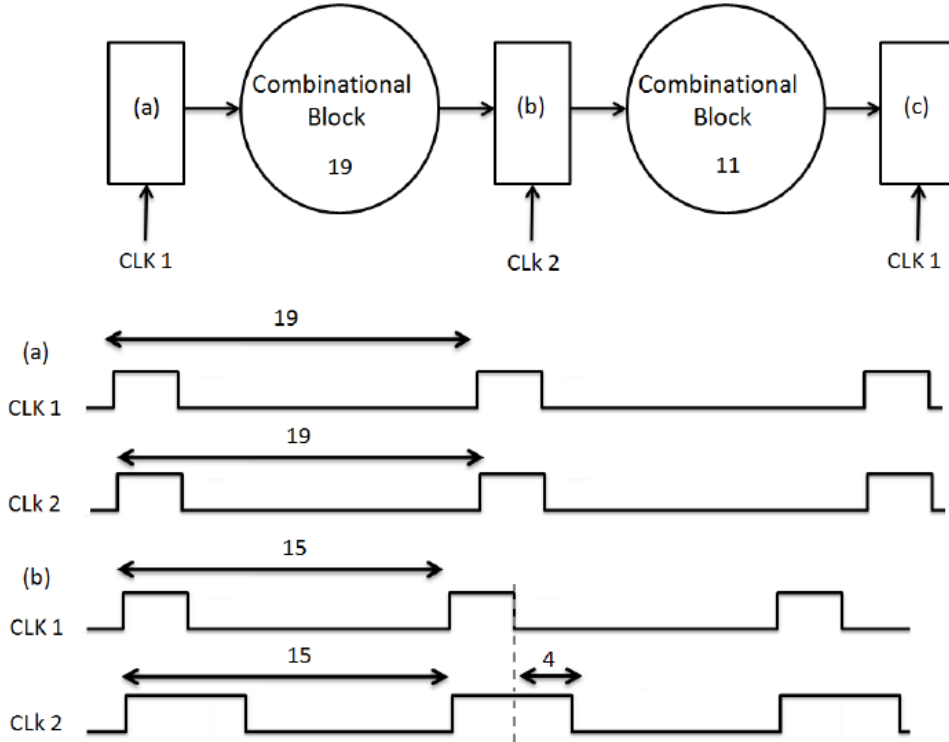 (a)
Combinational
Block
19
(b)
Combinational
Block
11
(c)
CLK 1
CLk 2
CLK 1
19
(a)
CLK 1
19
CLk 2
15
(b)
CLK 1
15
4
CLk 2